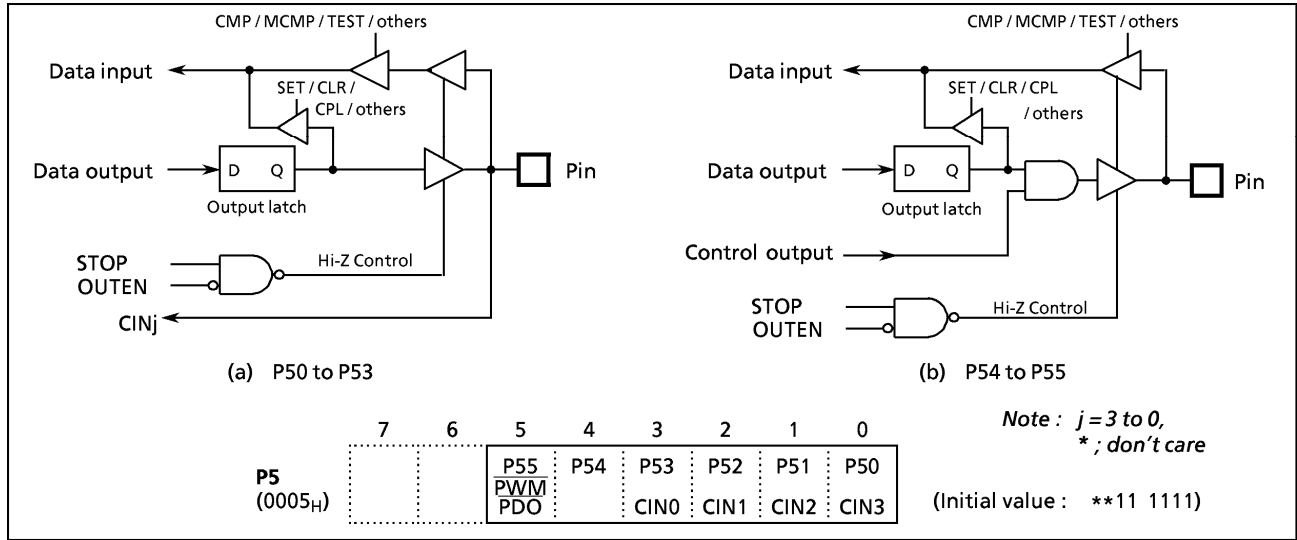 CMP / MCMP / TEST / others
Data input
SET / CLR /
CPL / others
Data output
D Q
Output latch
Pin
STOP
OUTEN
Hi-Z Control
CINj
(a) P50 to P53
CMP / MCMP / TEST / others
Data input
SET / CLR / CPL
/ others
Data output
D Q
Output latch
Pin
Control output
STOP
OUTEN
Hi-Z Control
(b) P54 to P55
Note : j = 3 to 0,
* ; don't care
7 6 5 4 3 2 1 0
P5
(0005H)
P55 P54 P53 P52 P51 P50
PWM
PDO CIN0 CIN1 CIN2 CIN3
(Initial value : **11 1111)